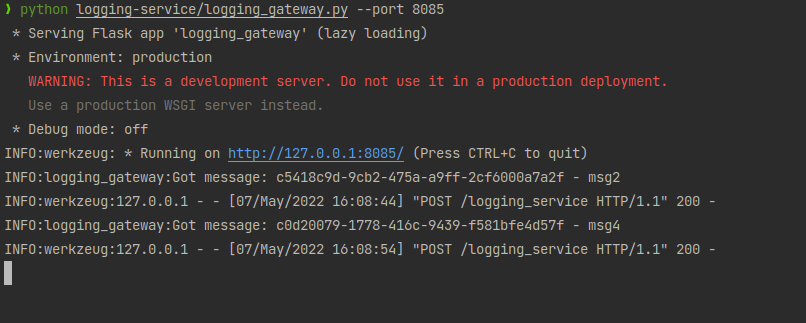 ❯ python logging-service/logging_gateway.py --port 8085
* Serving Flask app 'logging_gateway' (lazy loading)
* Environment: production
WARNING: This is a development server. Do not use it in a production deployment.
Use a production WSGI server instead.
* Debug mode: off
INFO:werkzeug: * Running on http://127.0.0.1:8085/ (Press CTRL+C to quit)
INFO:logging_gateway:Got message: c5418c9d-9cb2-475a-a9ff-2cf6000a7a2f - msg2
INFO:werkzeug:127.0.0.1 - - [07/May/2022 16:08:44] "POST /logging_service HTTP/1.1" 200 -
INFO:logging_gateway:Got message: c0d20079-1778-416c-9439-f581bfe4d57f - msg4
INFO:werkzeug:127.0.0.1 - - [07/May/2022 16:08:54] "POST /logging_service HTTP/1.1" 200 -